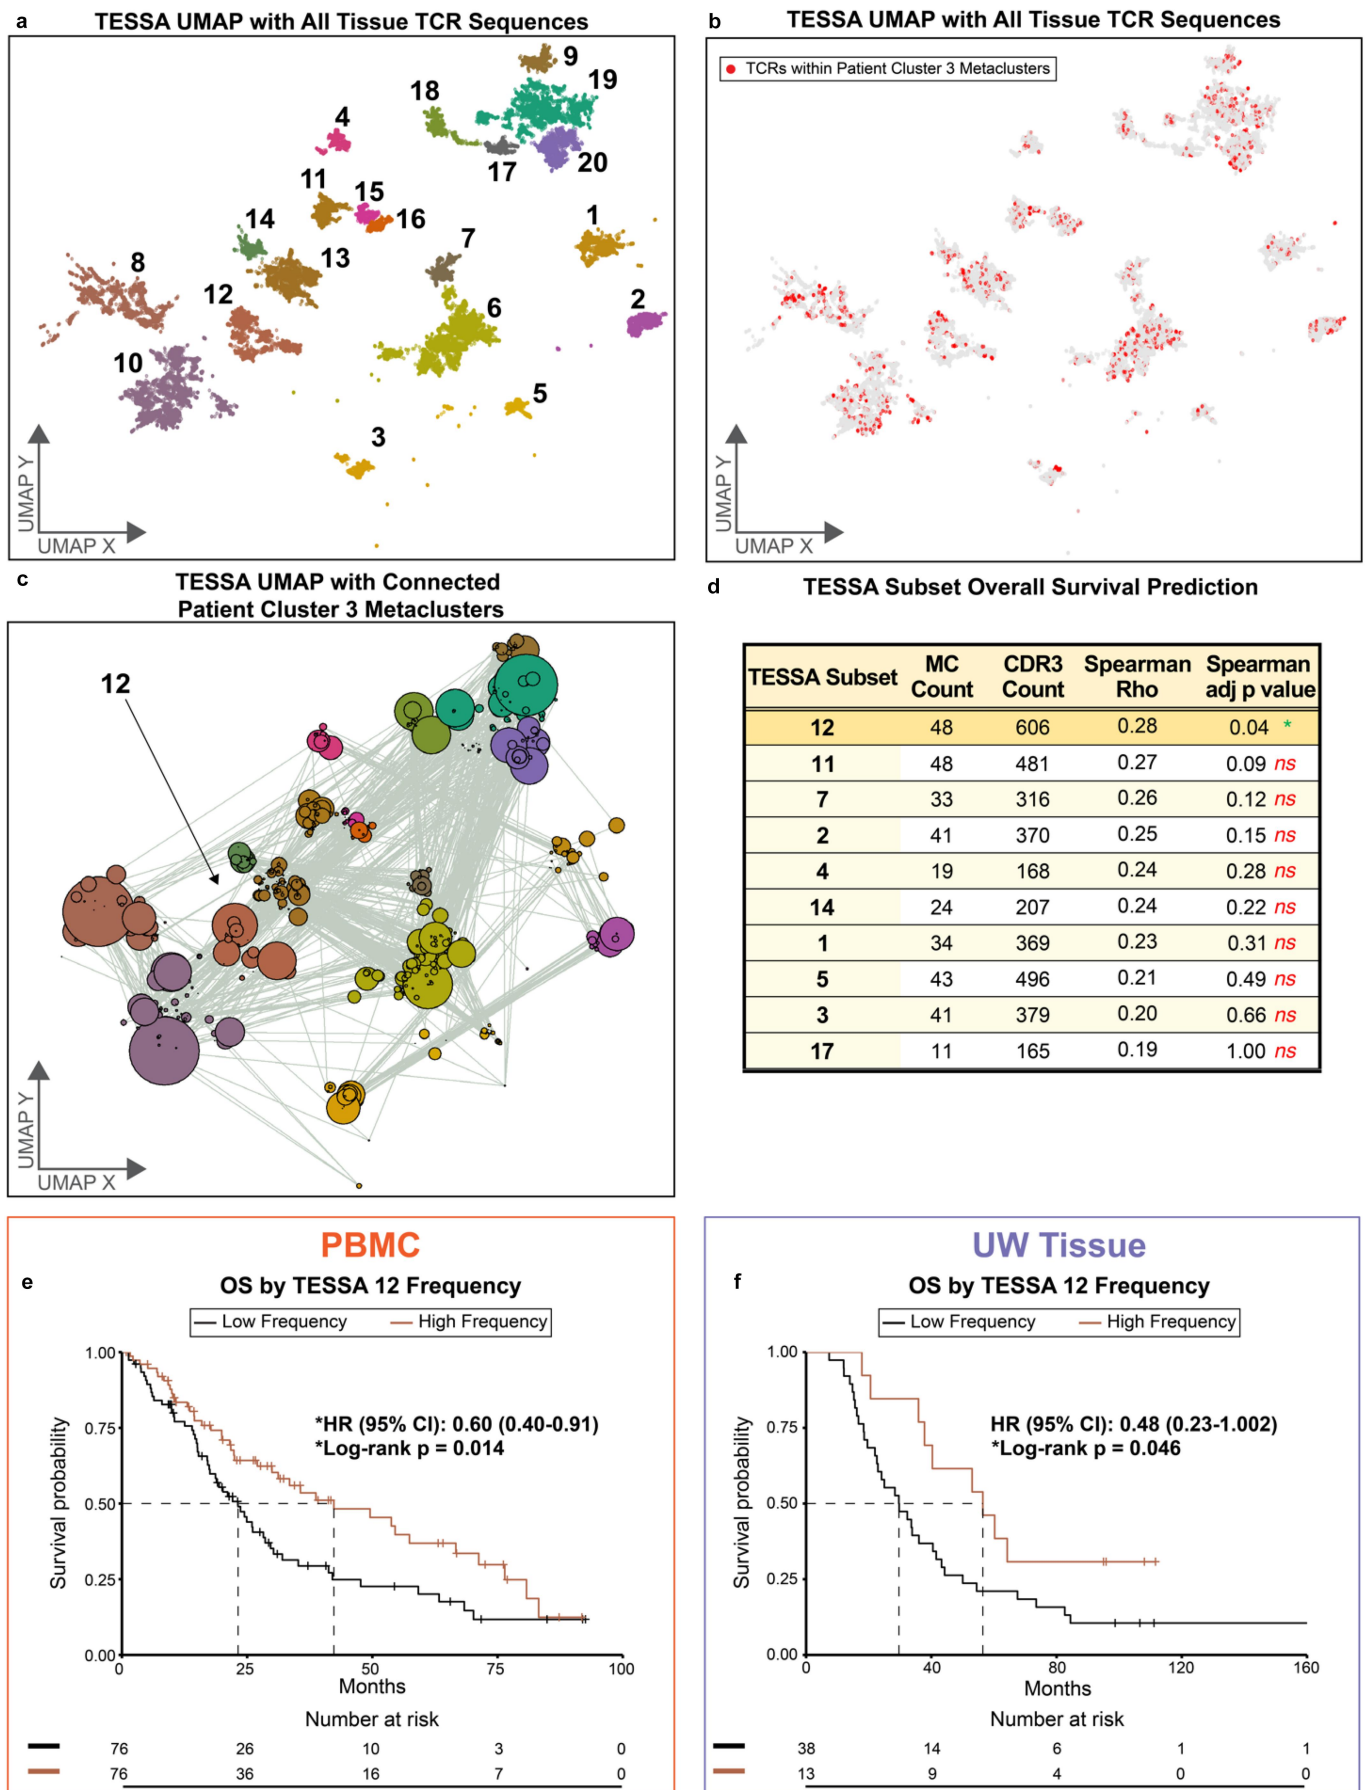 a
TESSA UMAP with All Tissue TCR Sequences
9
19
18
4
17
20
11
15
16
14
1
7
13
8
12
2
6
10
5
3
UMAP Y
UMAP X
b
TESSA UMAP with All Tissue TCR Sequences
TCRs within Patient Cluster 3 Metaclusters
UMAP Y
UMAP X
c
TESSA UMAP with Connected
Patient Cluster 3 Metaclusters
12
UMAP Y
UMAP X
d
TESSA Subset Overall Survival Prediction
TESSA Subset MC Count CDR3 Count Spearman Rho Spearman adj p value
12 48 606 0.28 0.04 *
11 48 481 0.27 0.09 ns
7 33 316 0.26 0.12 ns
2 41 370 0.25 0.15 ns
4 19 168 0.24 0.28 ns
14 24 207 0.24 0.22 ns
1 34 369 0.23 0.31 ns
5 43 496 0.21 0.49 ns
3 41 379 0.20 0.66 ns
17 11 165 0.19 1.00 ns
PBMC
e
OS by TESSA 12 Frequency
Low Frequency High Frequency
1.00
0.75
0.50
0.25
0.00
Survival probability
*HR (95% CI): 0.60 (0.40-0.91)
*Log-rank p = 0.014
0 25 50 75 100
Months
Number at risk
76 26 10 3 0
76 36 16 7 0
UW Tissue
f
OS by TESSA 12 Frequency
Low Frequency High Frequency
1.00
0.75
0.50
0.25
0.00
Survival probability
HR (95% CI): 0.48 (0.23-1.002)
*Log-rank p = 0.046
0 40 80 120 160
Months
Number at risk
38 14 6 1 1
13 9 4 0 0